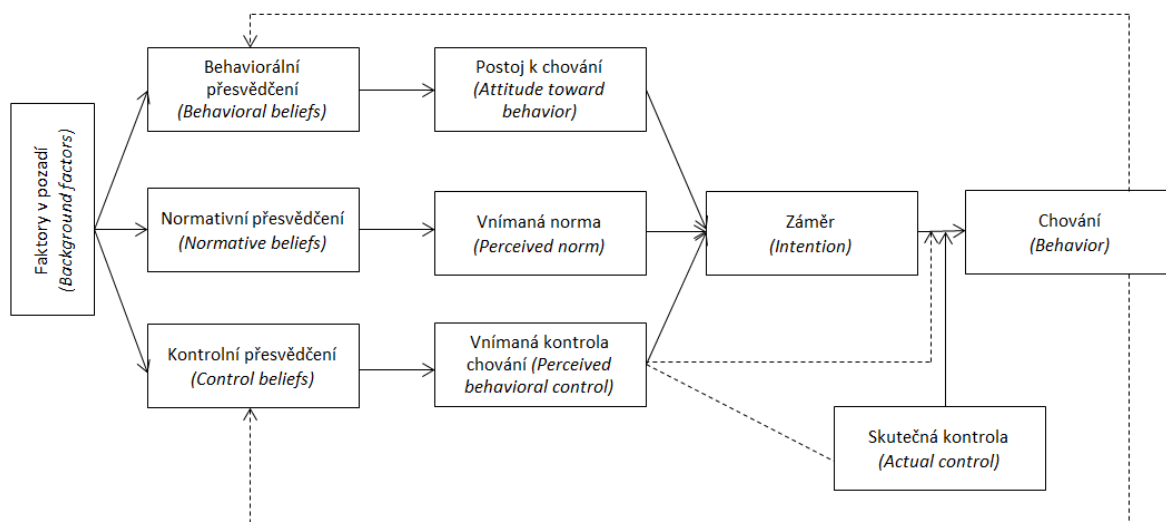 Faktory v pozadí
(Background factors)
Behaviorální
přesvědčení
(Behavioral beliefs)
Postoj k chování
(Attitude toward
behavior)
Normativní přesvědčení
(Normative beliefs)
Vnímaná norma
(Perceived norm)
Záměr
(Intention)
Chování
(Behavior)
Kontrolní přesvědčení
(Control beliefs)
Vnímaná kontrola
chování (Perceived
behavioral control)
Skutečná kontrola
(Actual control)